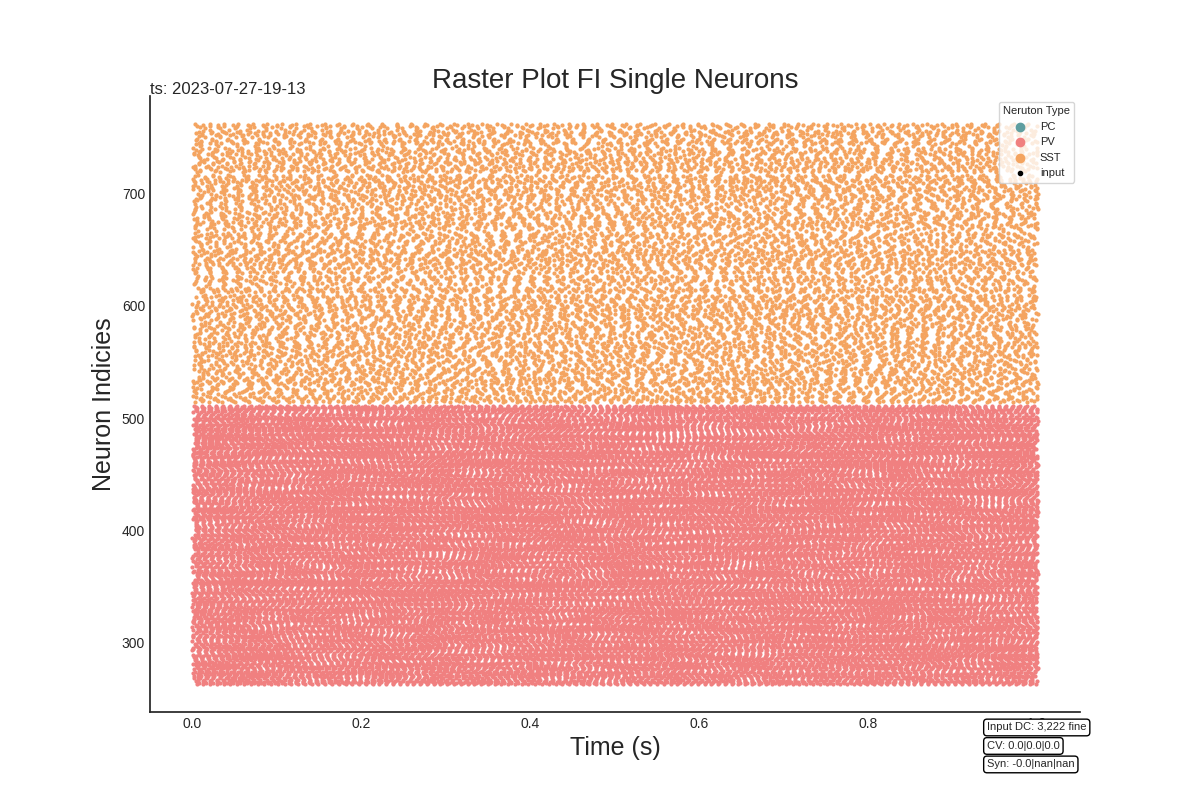 Raster Plot FI Single Neurons
ts: 2023-07-27-19-13
Neruton Type
PC
PV
SST
input
700
600
500
400
300
Neuron Indicies
0.0 0.2 0.4 0.6 0.8
Time (s)
Input DC: 3,222 fine
CV: 0.0|0.0|0.0
Syn: -0.0|nan|nan